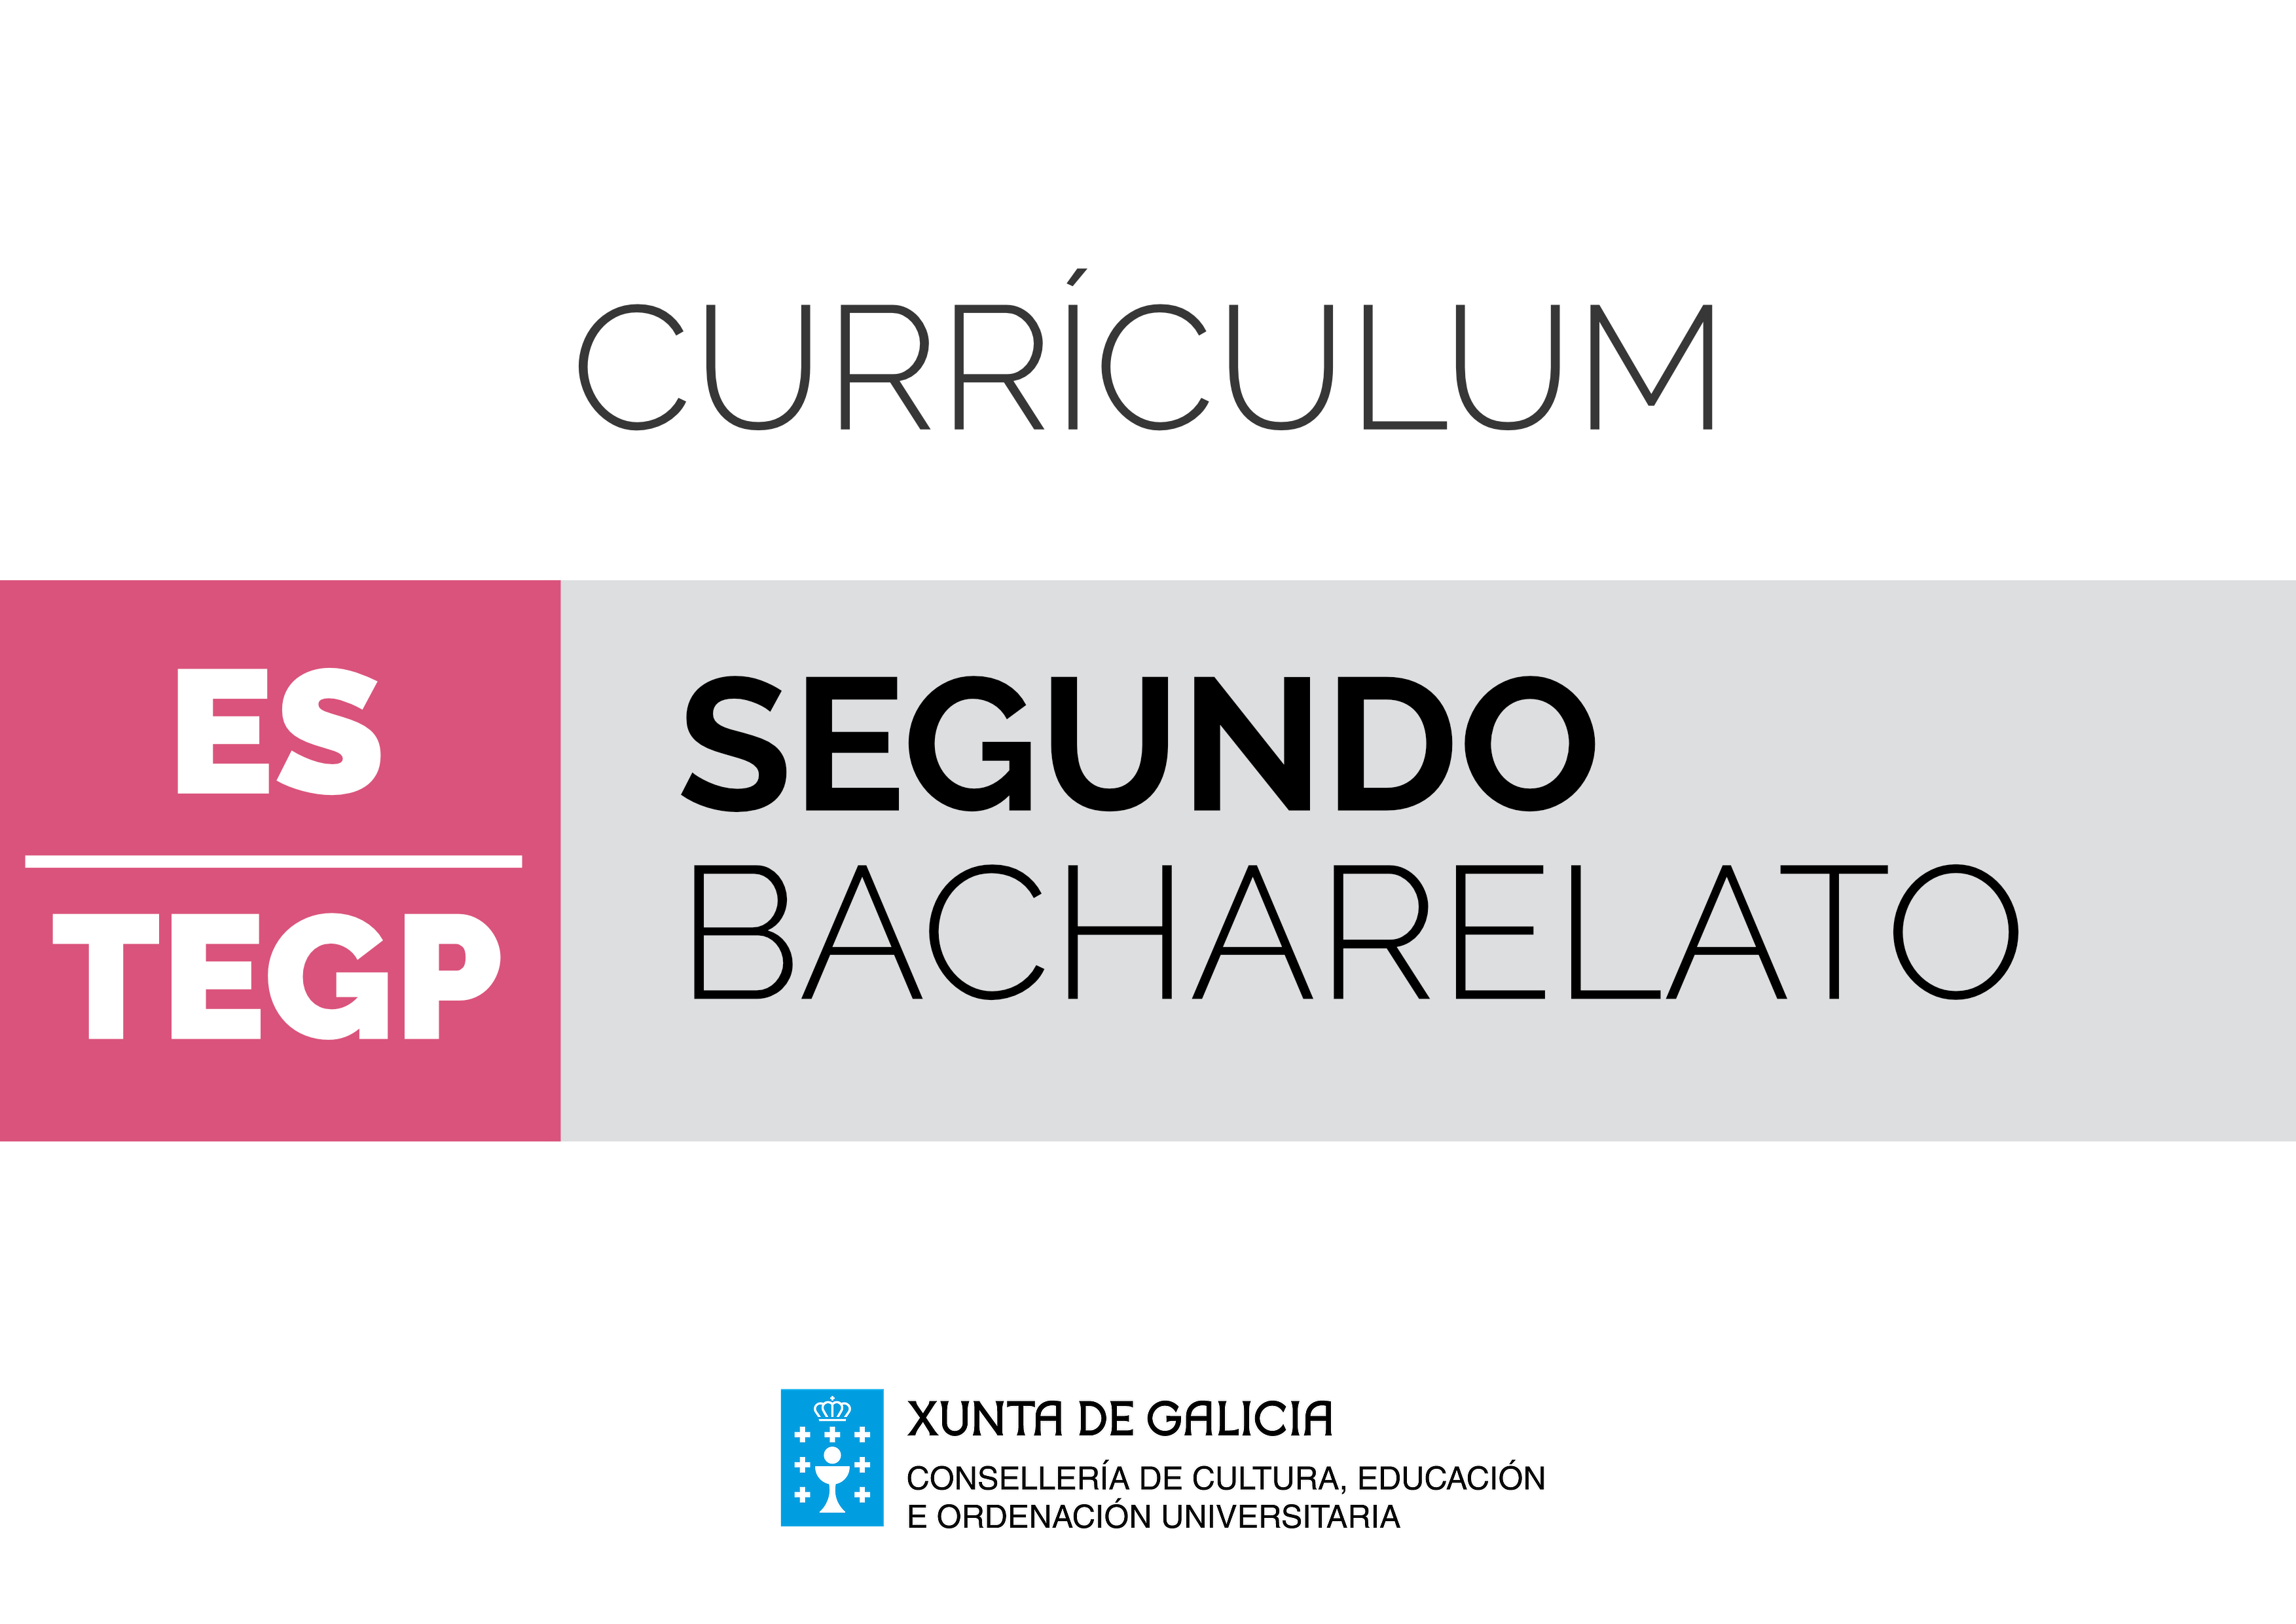 CURRÍCULUM
ES
TEGP
SEGUNDO
BACHARELATO
XUNTA DE GALICIA
CONSELLERÍA DE CULTURA, EDUCACIÓN
E ORDENACIÓN UNIVERSITARIA